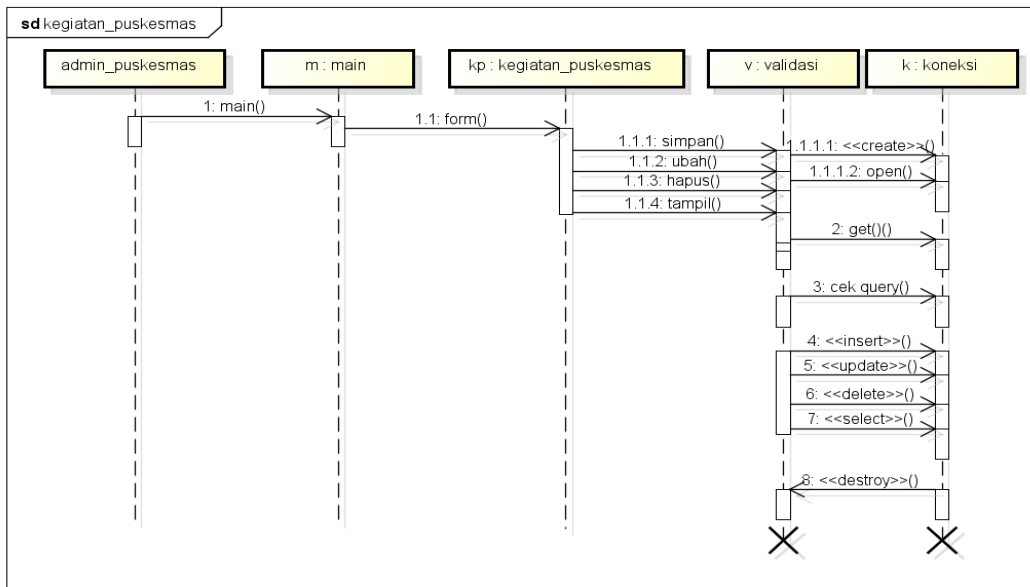 sd kegiatan_puskesmas
admin_puskesmas
m : main
kp : kegiatan_puskesmas
v : validasi
k : koneksi
1: main()
1.1: form()
1.1.1: simpan()
1.1.1.1: <<create>>()
1.1.2: ubah()
1.1.1.2: open()
1.1.3: hapus()
1.1.4: tampil()
2: get()()
3: cek query()
4: <<insert>>()
5: <<update>>()
6: <<delete>>()
7: <<select>>()
8: <<destroy>>()